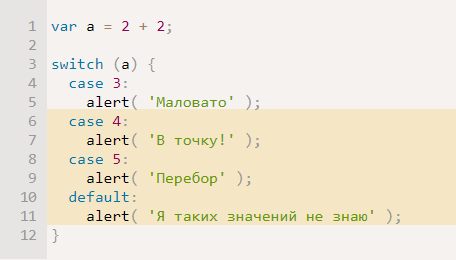 1 var a = 2 + 2;
2
3 switch (a) {
4   case 3:
5     alert( 'Маловато' );
6   case 4:
7     alert( 'В точку!' );
8   case 5:
9     alert( 'Перебор' );
10   default:
11     alert( 'Я таких значений не знаю' );
12 }